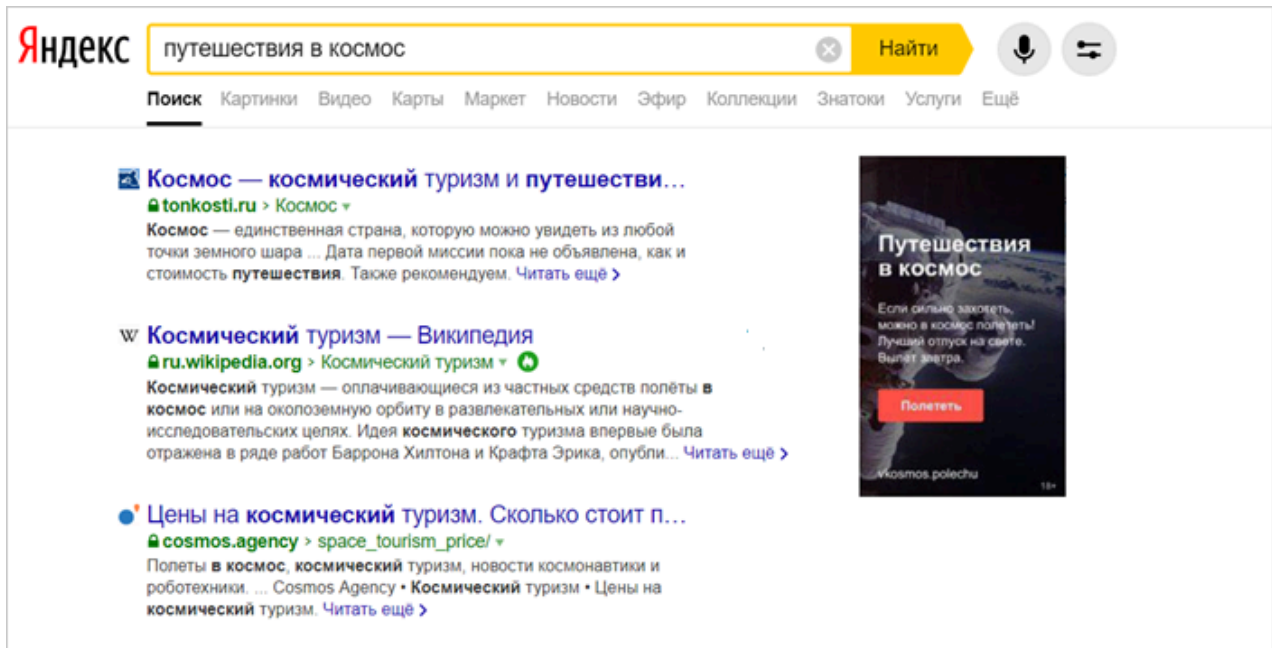 Яндекс
путешествия в космос
Найти
Поиск Картинки Видео Карты Маркет Новости Эфир Коллекции Знатоки Услуги Ещё
Космос — космический туризм и путешестви...
tonkosti.ru > Космос
Космос — единственная страна, которую можно увидеть из любой
точки земного шара ... Дата первой миссии пока не объявлена, как и
стоимость путешествия. Также рекомендуем. Читать ещё >
W Космический туризм — Википедия
ru.wikipedia.org > Космический туризм
Космический туризм — оплачивающиеся из частных средств полёты в
космос или на околоземную орбиту в развлекательных или научно-
исследовательских целях. Идея космического туризма впервые была
отражена в ряде работ Баррона Хилтона и Крафта Эрика, опубли... Читать ещё >
Цены на космический туризм. Сколько стоит п...
cosmos.agency > space_tourism_price/
Полеты в космос, космический туризм, новости космонавтики и
роботехники. ... Cosmos Agency • Космический туризм • Цены на
космический туризм. Читать ещё >
Путешествия
в космос
Если сильно захотеть,
можно в космос полететь!
Лучший отпуск на свете.
Вылет завтра.
Полететь
vkosmos.polechu
18+